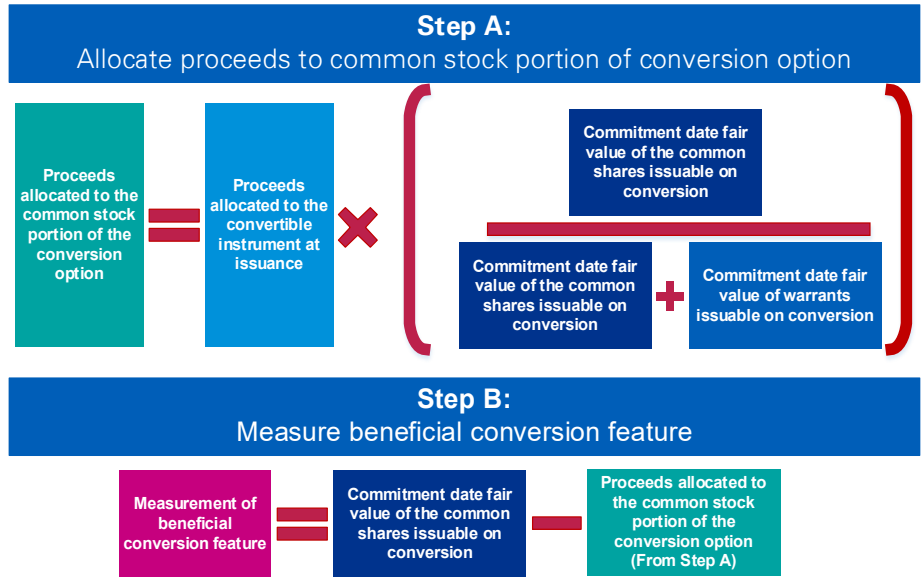 Step A:
Allocate proceeds to common stock portion of conversion option
Proceeds
allocated to the
common stock
portion of the
conversion
option
Proceeds
allocated to the
convertible
instrument at
issuance
Commitment date fair
value of the common
shares issuable on
conversion
Commitment date fair
value of the common
shares issuable on
conversion
Commitment date fair
value of warrants
issuable on conversion
Step B:
Measure beneficial conversion feature
Measurement of
beneficial
conversion feature
Commitment date fair
value of the common
shares issuable on
conversion
Proceeds allocated to
the common stock
portion of the
conversion option
(From Step A)